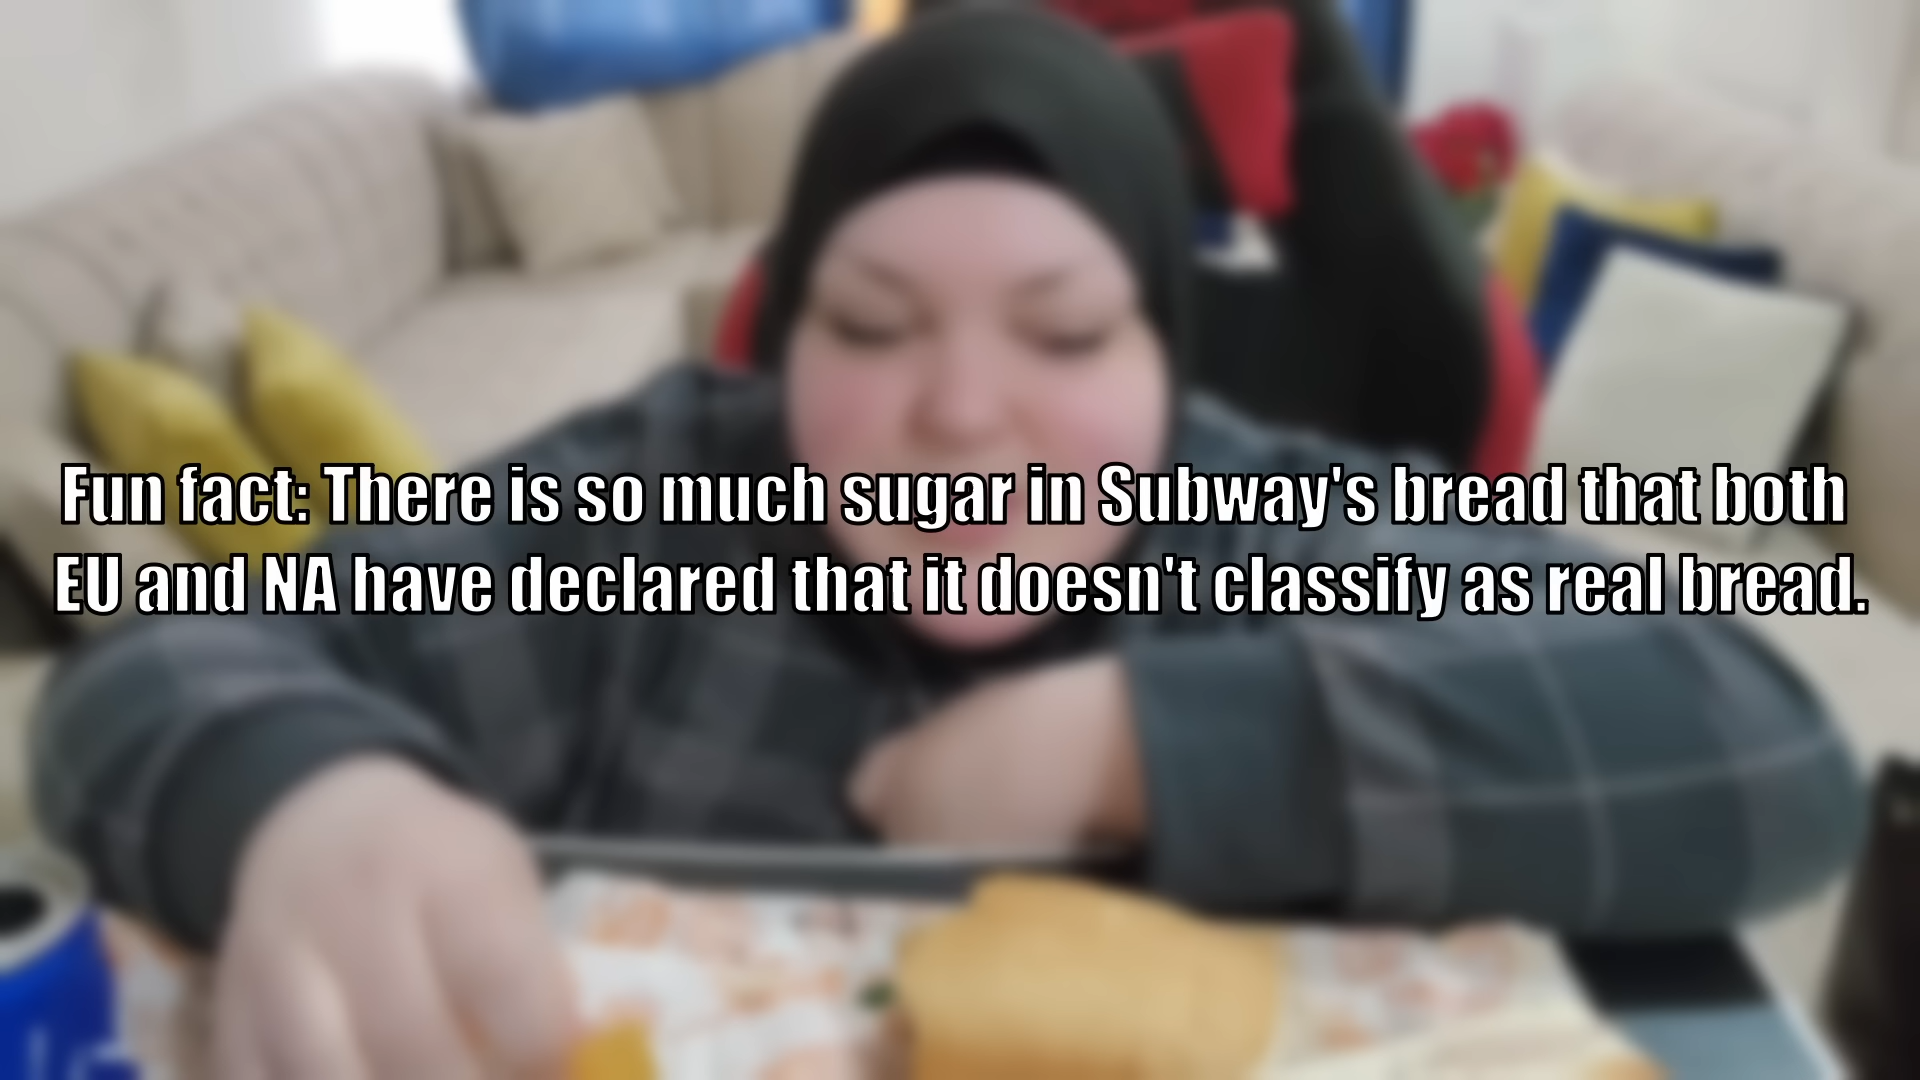 Fun fact: There is so much sugar in Subway's bread that both
EU and NA have declared that it doesn't classify as real bread.